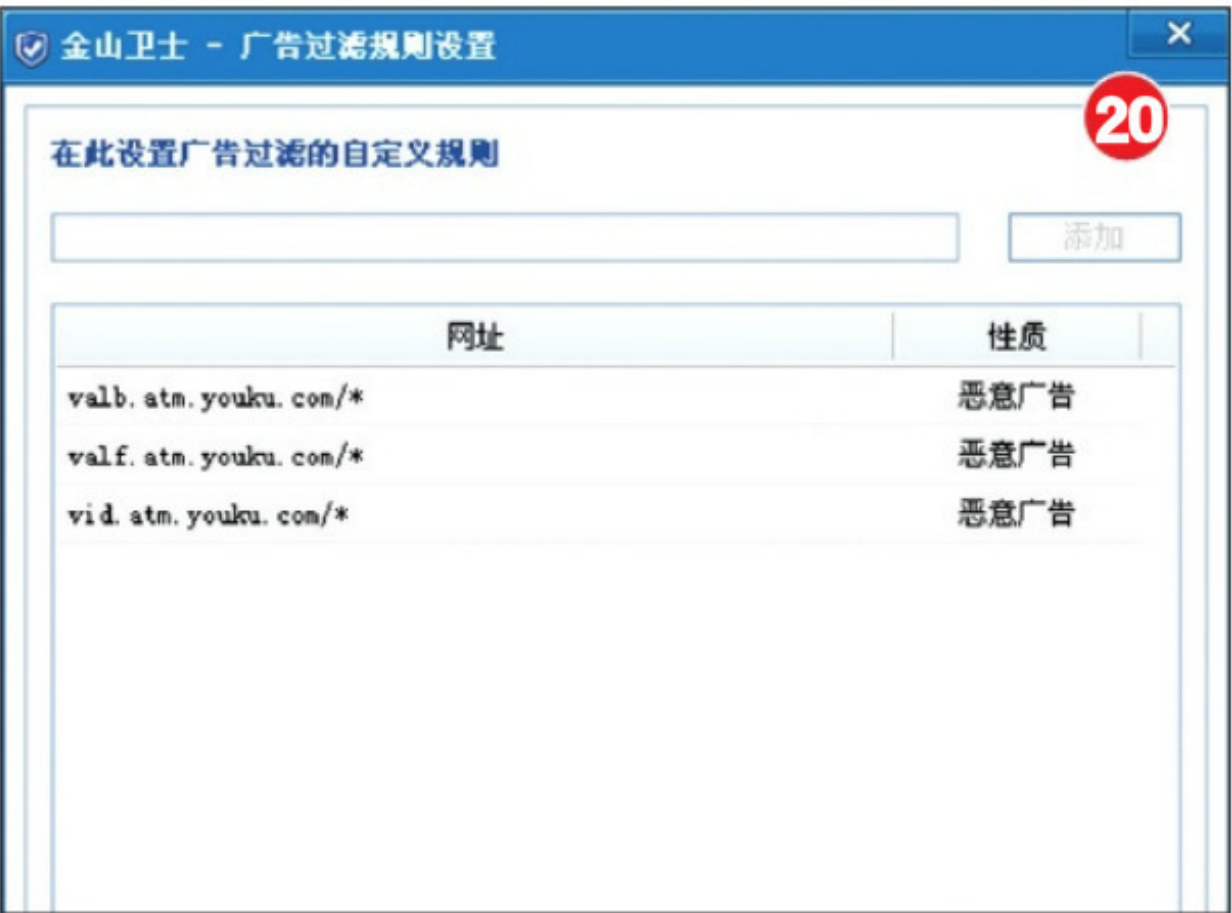 金山卫士 - 广告过滤规则设置
20
在此设置广告过滤的自定义规则
添加
网址 性质
valb.atm.youku.com/* 恶意广告
valf.atm.youku.com/* 恶意广告
vid.atm.youku.com/* 恶意广告